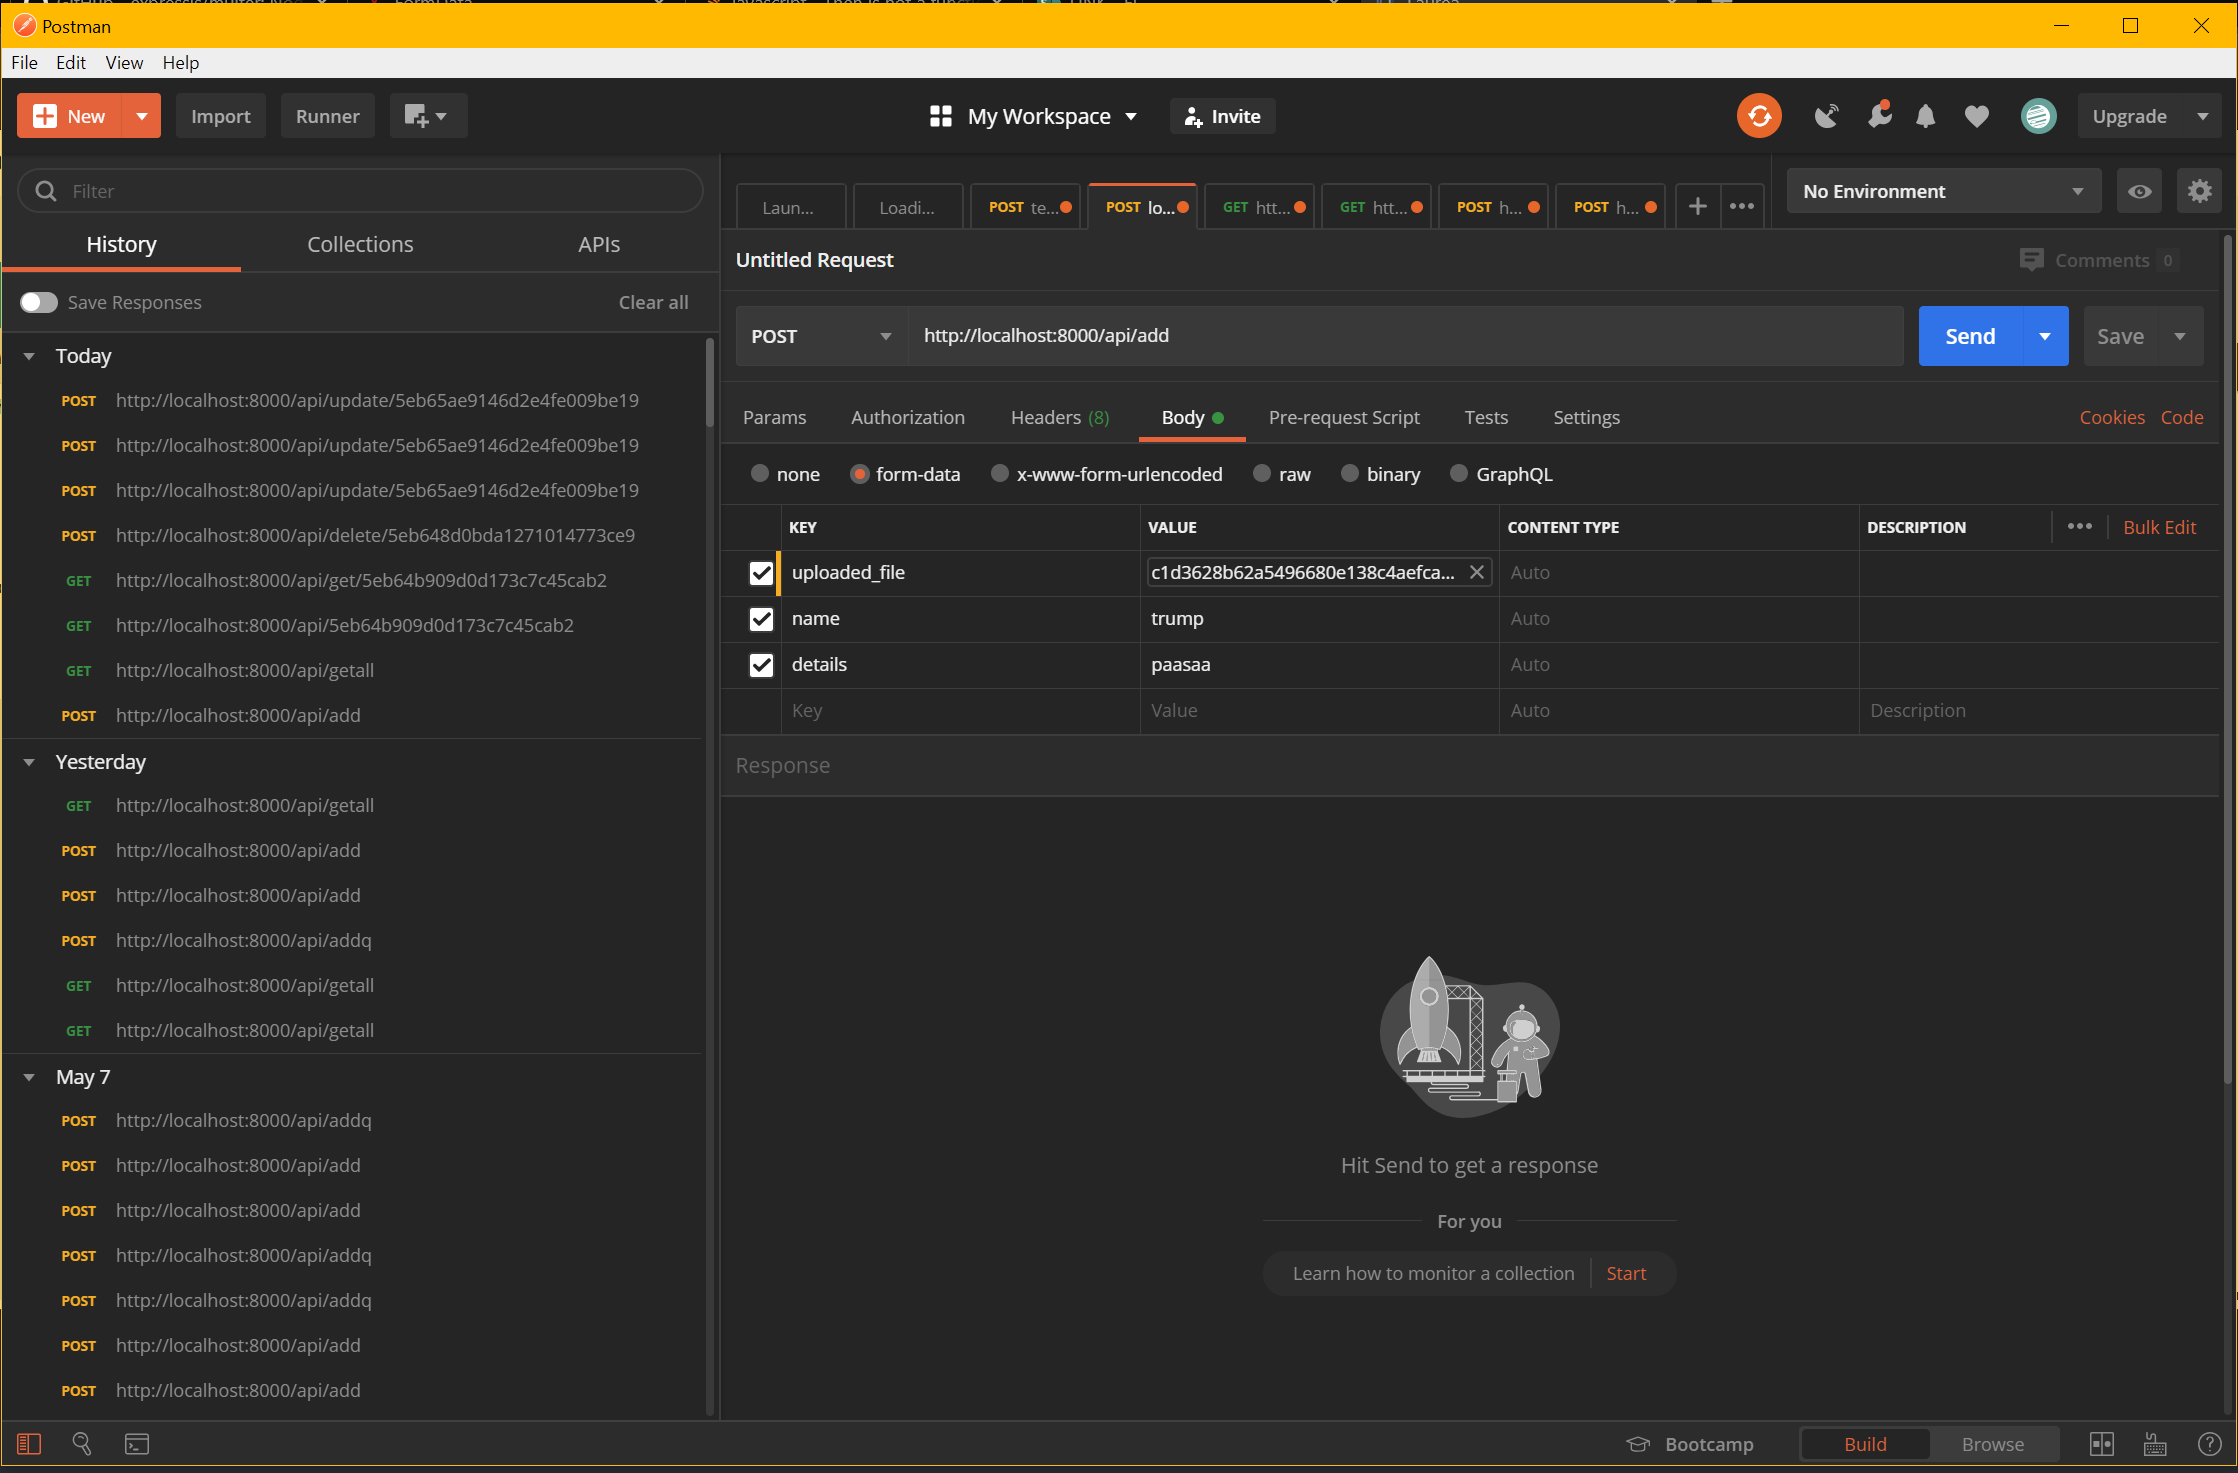 Postman
File Edit View Help
New Import Runner My Workspace Invite Upgrade
Filter
History Collections APIs
Save Responses Clear all
Today
POST http://localhost:8000/api/update/5eb65ae9146d2e4fe009be19
POST http://localhost:8000/api/update/5eb65ae9146d2e4fe009be19
POST http://localhost:8000/api/update/5eb65ae9146d2e4fe009be19
POST http://localhost:8000/api/delete/5eb648d0bda1271014773ce9
GET http://localhost:8000/api/get/5eb64b909d0d173c7c45cab2
GET http://localhost:8000/api/5eb64b909d0d173c7c45cab2
GET http://localhost:8000/api/getall
POST http://localhost:8000/api/add
Yesterday
GET http://localhost:8000/api/getall
POST http://localhost:8000/api/add
POST http://localhost:8000/api/add
POST http://localhost:8000/api/addq
GET http://localhost:8000/api/getall
GET http://localhost:8000/api/getall
May 7
POST http://localhost:8000/api/addq
POST http://localhost:8000/api/add
POST http://localhost:8000/api/add
POST http://localhost:8000/api/addq
POST http://localhost:8000/api/addq
POST http://localhost:8000/api/add
POST http://localhost:8000/api/add
Laun... Loadi... POST te... POST lo... GET htt... GET htt... POST h... POST h... No Environment
Untitled Request Comments 0
POST http://localhost:8000/api/add Send Save
Params Authorization Headers (8) Body Pre-request Script Tests Settings Cookies Code
none form-data x-www-form-urlencoded raw binary GraphQL
KEY VALUE CONTENT TYPE DESCRIPTION Bulk Edit
uploaded_file c1d3628b62a5496680e138c4aefca... Auto
name trump Auto
details paasaa Auto
Key Value Auto Description
Response
Hit Send to get a response
For you
Learn how to monitor a collection Start
Bootcamp Build Browse